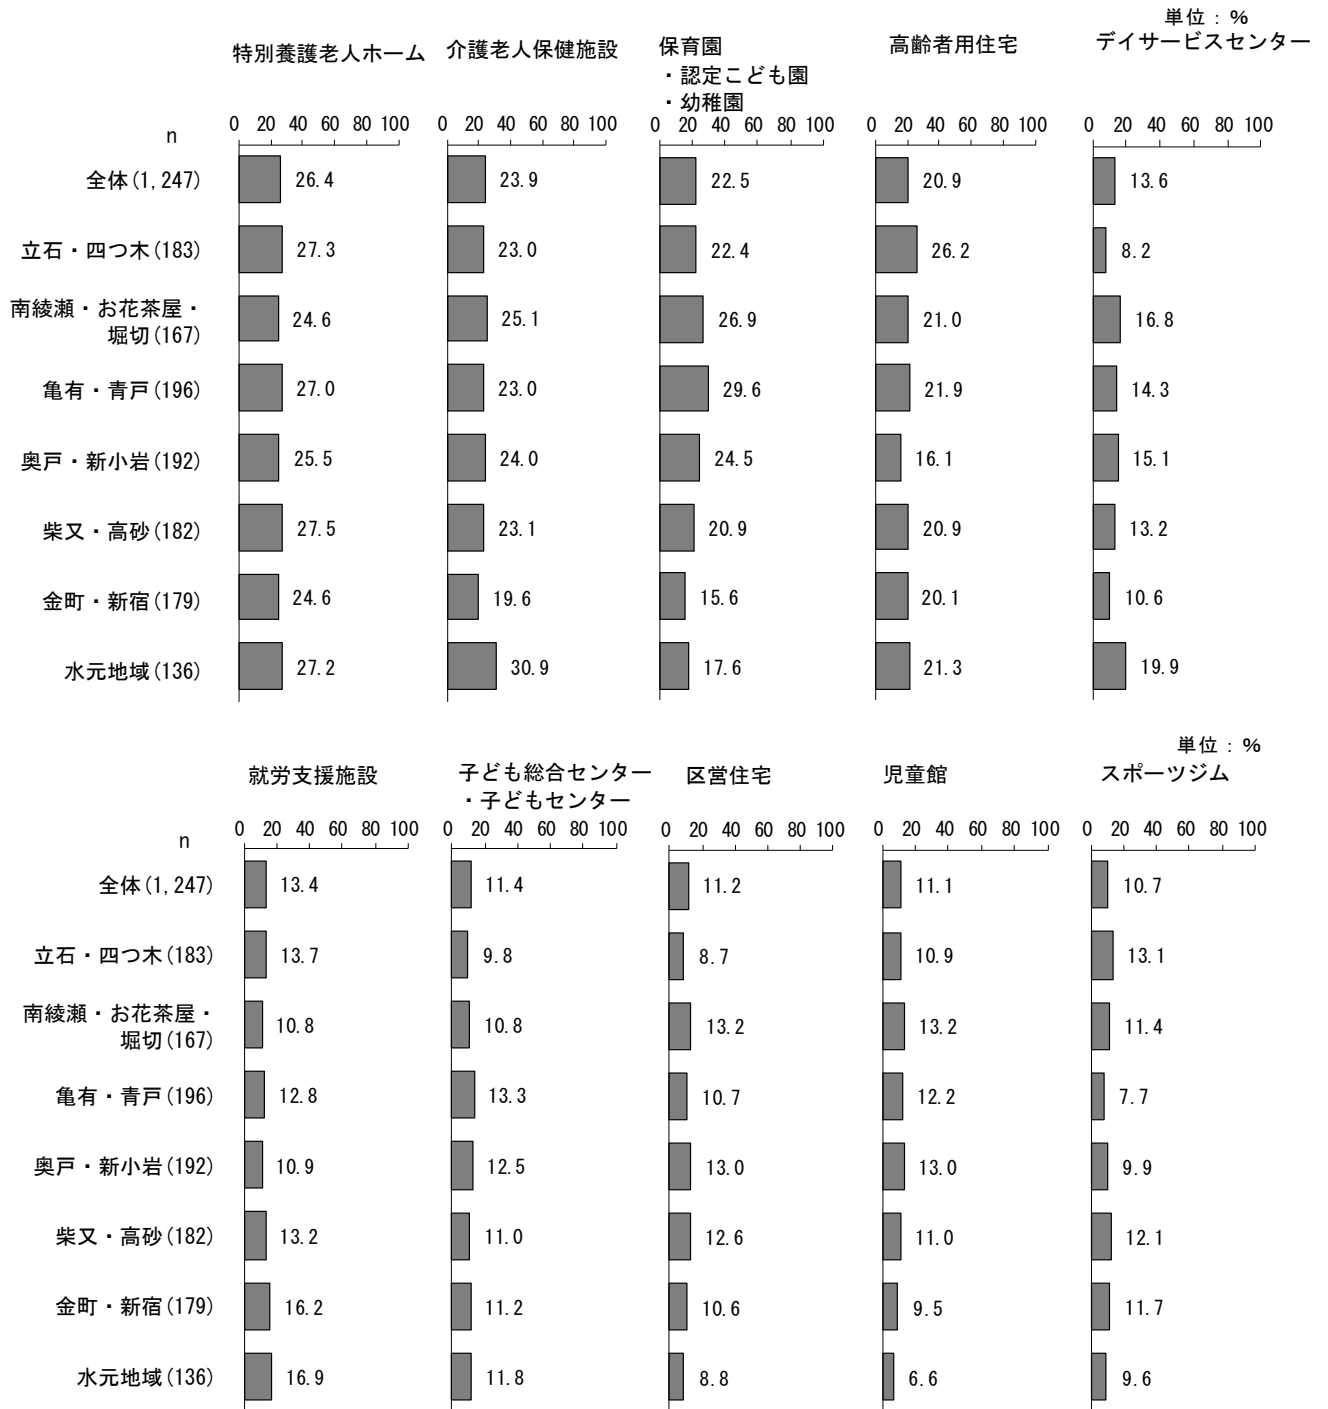 単位：％
特別養護老人ホーム 介護老人保健施設 保育園 高齢者用住宅 デイサービスセンター
・認定こども園
・幼稚園
0 20 40 60 80 100 0 20 40 60 80 100 0 20 40 60 80 100 0 20 40 60 80 100 0 20 40 60 80 100
n
全体(1,247) 26.4 23.9 22.5 20.9 13.6
立石・四つ木(183) 27.3 23.0 22.4 26.2 8.2
南綾瀬・お花茶屋・
堀切(167) 24.6 25.1 26.9 21.0 16.8
亀有・青戸(196) 27.0 23.0 29.6 21.9 14.3
奥戸・新小岩(192) 25.5 24.0 24.5 16.1 15.1
柴又・高砂(182) 27.5 23.1 20.9 20.9 13.2
金町・新宿(179) 24.6 19.6 15.6 20.1 10.6
水元地域(136) 27.2 30.9 17.6 21.3 19.9
単位：％
就労支援施設 子ども総合センター 区営住宅 児童館 スポーツジム
・子どもセンター
0 20 40 60 80 100 0 20 40 60 80 100 0 20 40 60 80 100 0 20 40 60 80 100 0 20 40 60 80 100
n
全体(1,247) 13.4 11.4 11.2 11.1 10.7
立石・四つ木(183) 13.7 9.8 8.7 10.9 13.1
南綾瀬・お花茶屋・
堀切(167) 10.8 10.8 13.2 13.2 11.4
亀有・青戸(196) 12.8 13.3 10.7 12.2 7.7
奥戸・新小岩(192) 10.9 12.5 13.0 13.0 9.9
柴又・高砂(182) 13.2 11.0 12.6 11.0 12.1
金町・新宿(179) 16.2 11.2 10.6 9.5 11.7
水元地域(136) 16.9 11.8 8.8 6.6 9.6